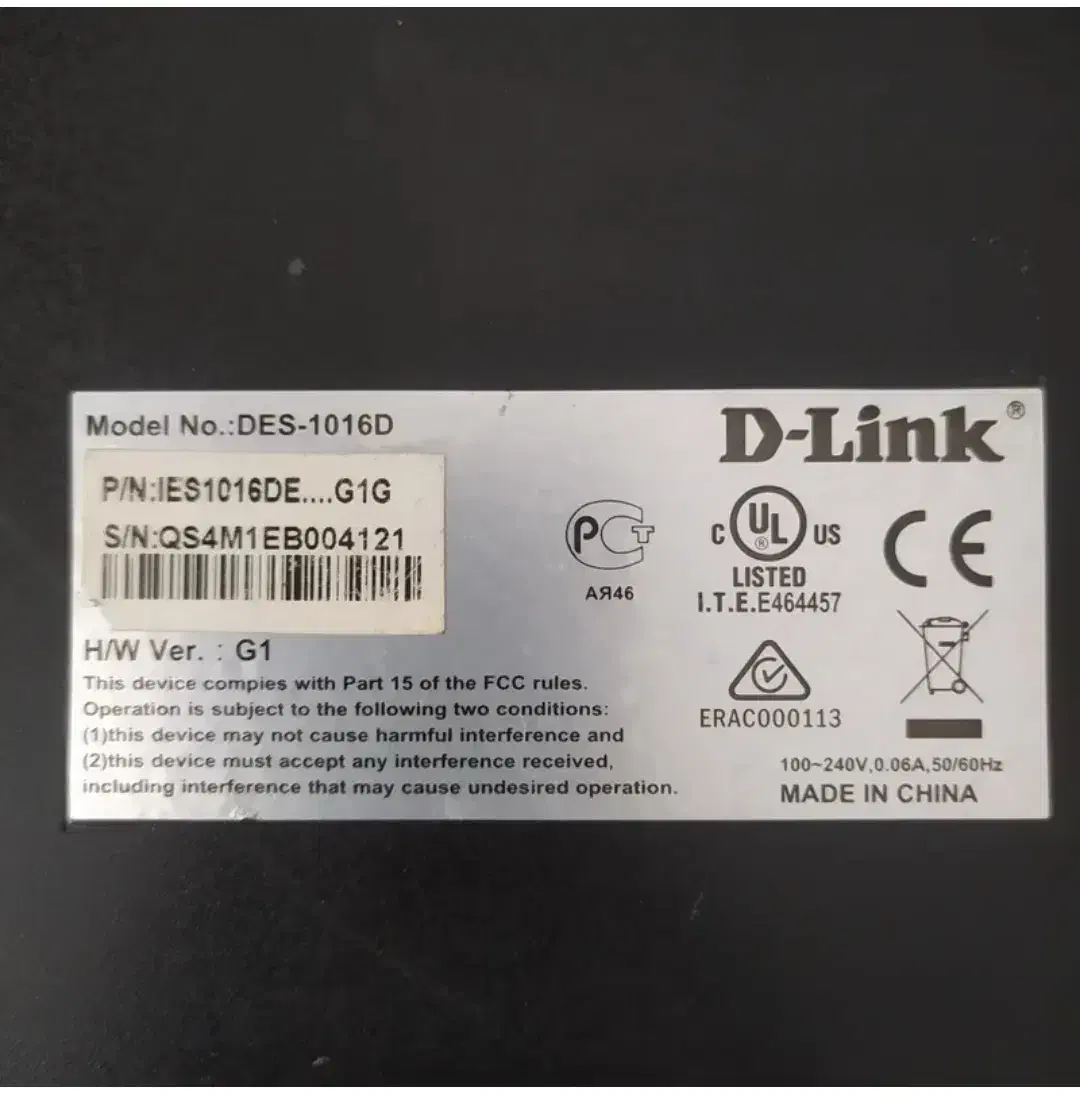 Model No.:DES-1016D
D-Link®
P/N:IES1016DE....G1G
S/N:QS4M1EB004121
РСТ
АЯ46
C UL® US
LISTED
I.T.E.E464457
CE
H/W Ver. : G1
This device compies with Part 15 of the FCC rules.
Operation is subject to the following two conditions:
(1)this device may not cause harmful interference and
(2)this device must accept any interference received,
including interference that may cause undesired operation.
ERAC000113
100~240V,0.06A,50/60Hz
MADE IN CHINA